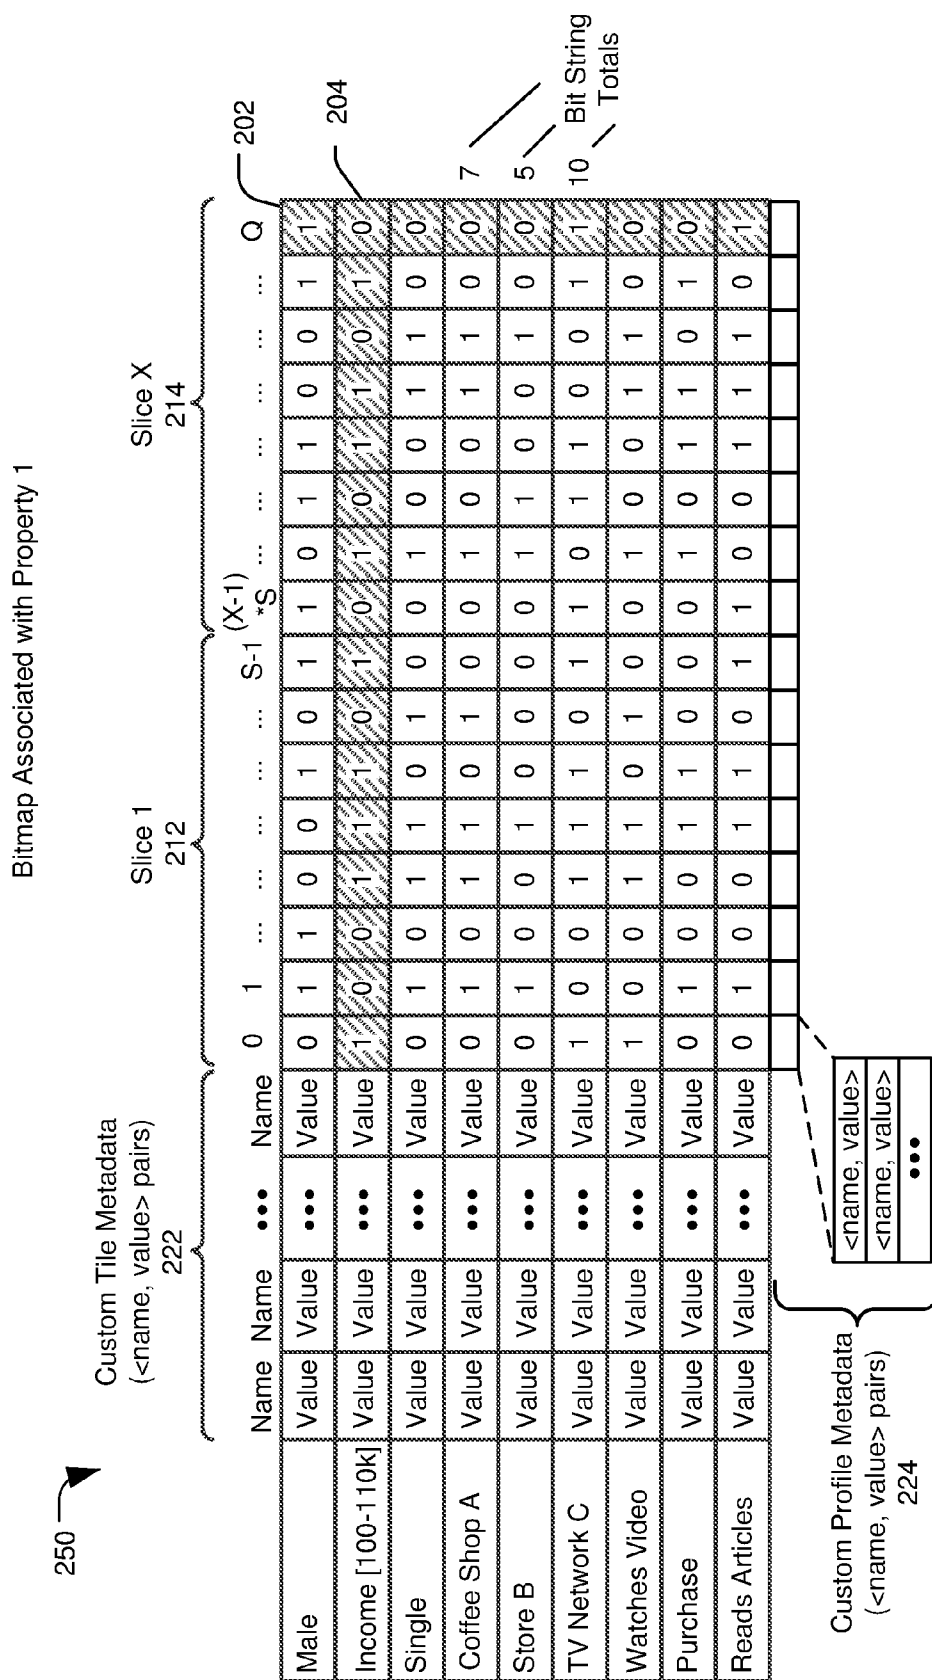 Bitmap Associated with Property 1
250
Custom Tile Metadata
(<name, value> pairs)
222
Slice 1
212
Slice X
214
202
204
Name Name ••• Name 0 1 ... ... ... ... ... S-1 (X-1)*S ... ... ... ... ... ... Q
Male Value Value ••• Value 0 1 1 0 0 1 0 1 1 0 1 1 0 0 1 1
Income [100-110k] Value Value ••• Value 1 0 0 1 1 1 0 1 0 1 0 1 1 0 1 0
Single Value Value ••• Value 0 1 0 1 1 0 1 0 0 1 0 0 1 1 0 0
Coffee Shop A Value Value ••• Value 0 1 0 1 1 0 1 0 0 1 0 0 1 1 0 0 7
Store B Value Value ••• Value 0 1 0 0 1 0 0 0 0 1 1 0 0 1 0 0 5
TV Network C Value Value ••• Value 1 0 0 1 1 1 0 1 1 0 1 1 0 0 1 1 10
Watches Video Value Value ••• Value 1 0 0 1 1 0 1 0 0 1 0 0 1 1 0 0
Purchase Value Value ••• Value 0 1 0 0 1 1 0 0 0 1 0 1 1 0 1 0
Reads Articles Value Value ••• Value 0 1 0 0 1 1 0 1 1 0 0 1 1 1 0 1
Bit String
Totals
Custom Profile Metadata
(<name, value> pairs)
224
<name, value>
<name, value>
•••